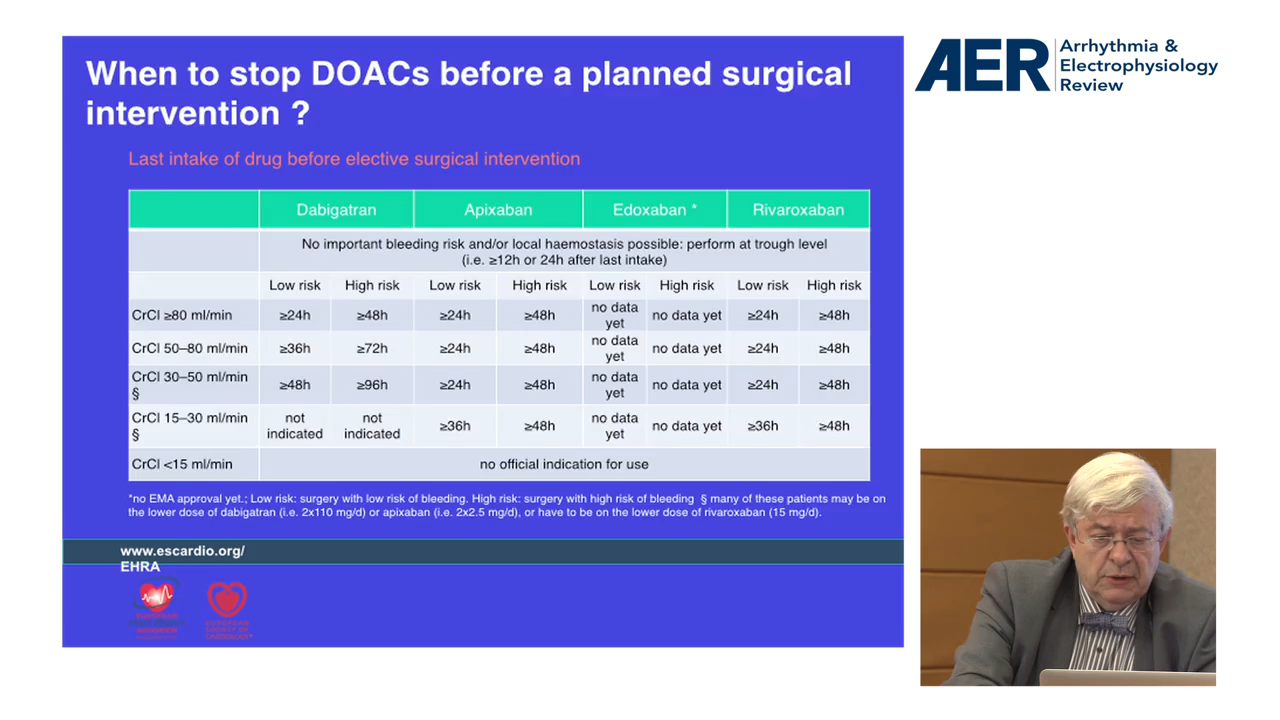 When to stop DOACs before a planned surgical
intervention ?
Last intake of drug before elective surgical intervention
Dabigatran Apixaban Edoxaban * Rivaroxaban
No important bleeding risk and/or local haemostasis possible: perform at trough level
(i.e. ≥12h or 24h after last intake)
Low risk High risk Low risk High risk Low risk High risk Low risk High risk
CrCl ≥80 ml/min ≥24h ≥48h ≥24h ≥48h no data yet no data yet ≥24h ≥48h
CrCl 50–80 ml/min ≥36h ≥72h ≥24h ≥48h no data yet no data yet ≥24h ≥48h
CrCl 30–50 ml/min § ≥48h ≥96h ≥24h ≥48h no data yet no data yet ≥24h ≥48h
CrCl 15–30 ml/min § not indicated not indicated ≥36h ≥48h no data yet no data yet ≥36h ≥48h
CrCl <15 ml/min no official indication for use
*no EMA approval yet.; Low risk: surgery with low risk of bleeding. High risk: surgery with high risk of bleeding § many of these patients may be on
the lower dose of dabigatran (i.e. 2x110 mg/d) or apixaban (i.e. 2x2.5 mg/d), or have to be on the lower dose of rivaroxaban (15 mg/d).
www.escardio.org/
EHRA
EUROPEAN
SOCIETY OF
CARDIOLOGY
AER
Arrhythmia &
Electrophysiology
Review